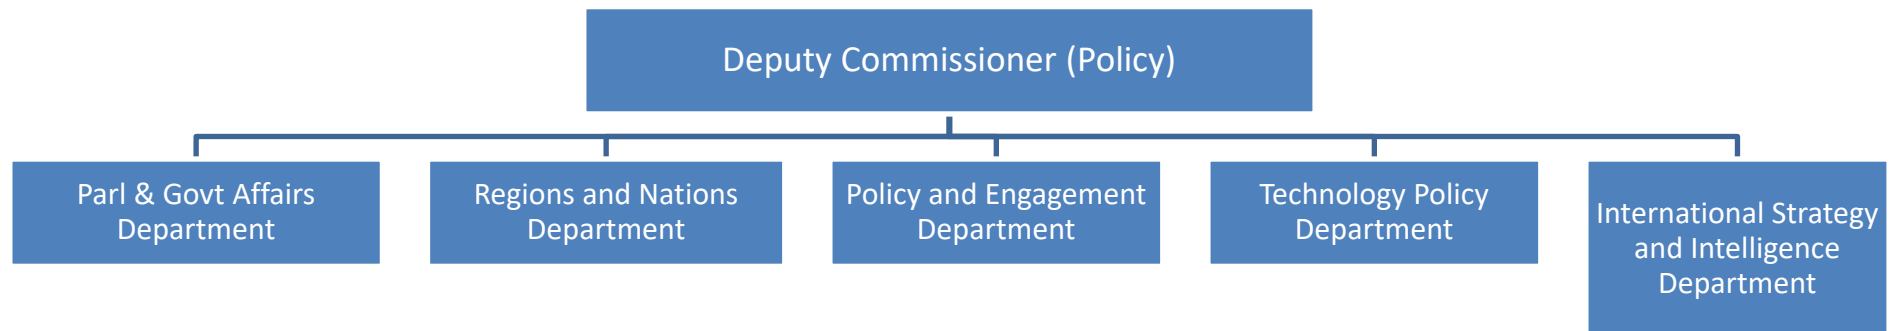 Deputy Commissioner (Policy)
Parl & Govt Affairs
Department
Regions and Nations
Department
Policy and Engagement
Department
Technology Policy
Department
International Strategy
and Intelligence
Department